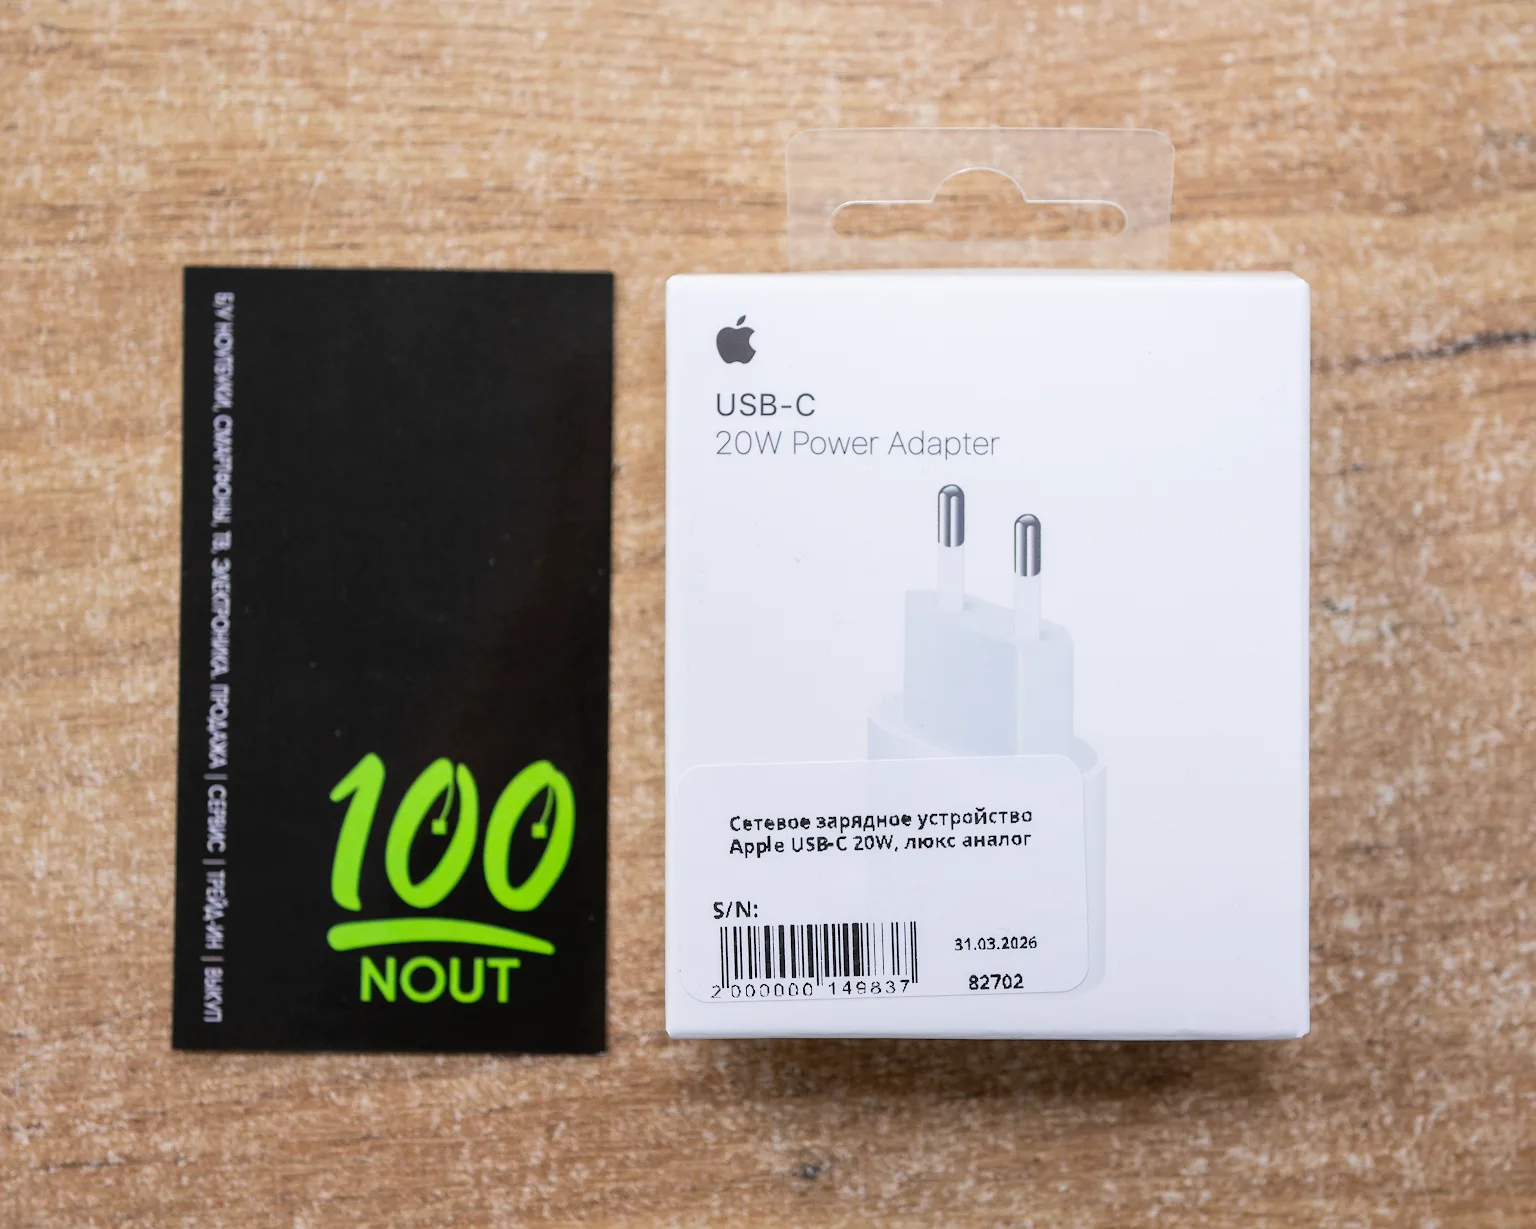 Б/У НОУТБУКИ, СМАРТФОНЫ, ТВ, ЭЛЕКТРОНИКА. ПРОДАЖА | СЕРВИС | ТРЕЙД-ИН | ВЫКУП
100
NOUT
USB-C
20W Power Adapter
Сетевое зарядное устройство
Apple USB-C 20W, люкс аналог
S/N:
31.03.2026
2 000000 149837
82702